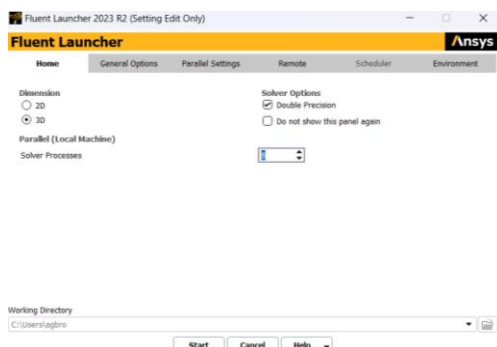 Fluent Launcher 2023 R2 (Setting Edit Only)
Fluent Launcher
Ansys
Home General Options Parallel Settings Remote Scheduler Environment
Dimension
2D
3D
Parallel (Local Machine)
Solver Processes
Solver Options
Double Precision
Do not show this panel again
Working Directory
C:\Users\agbro
Start Cancel Help